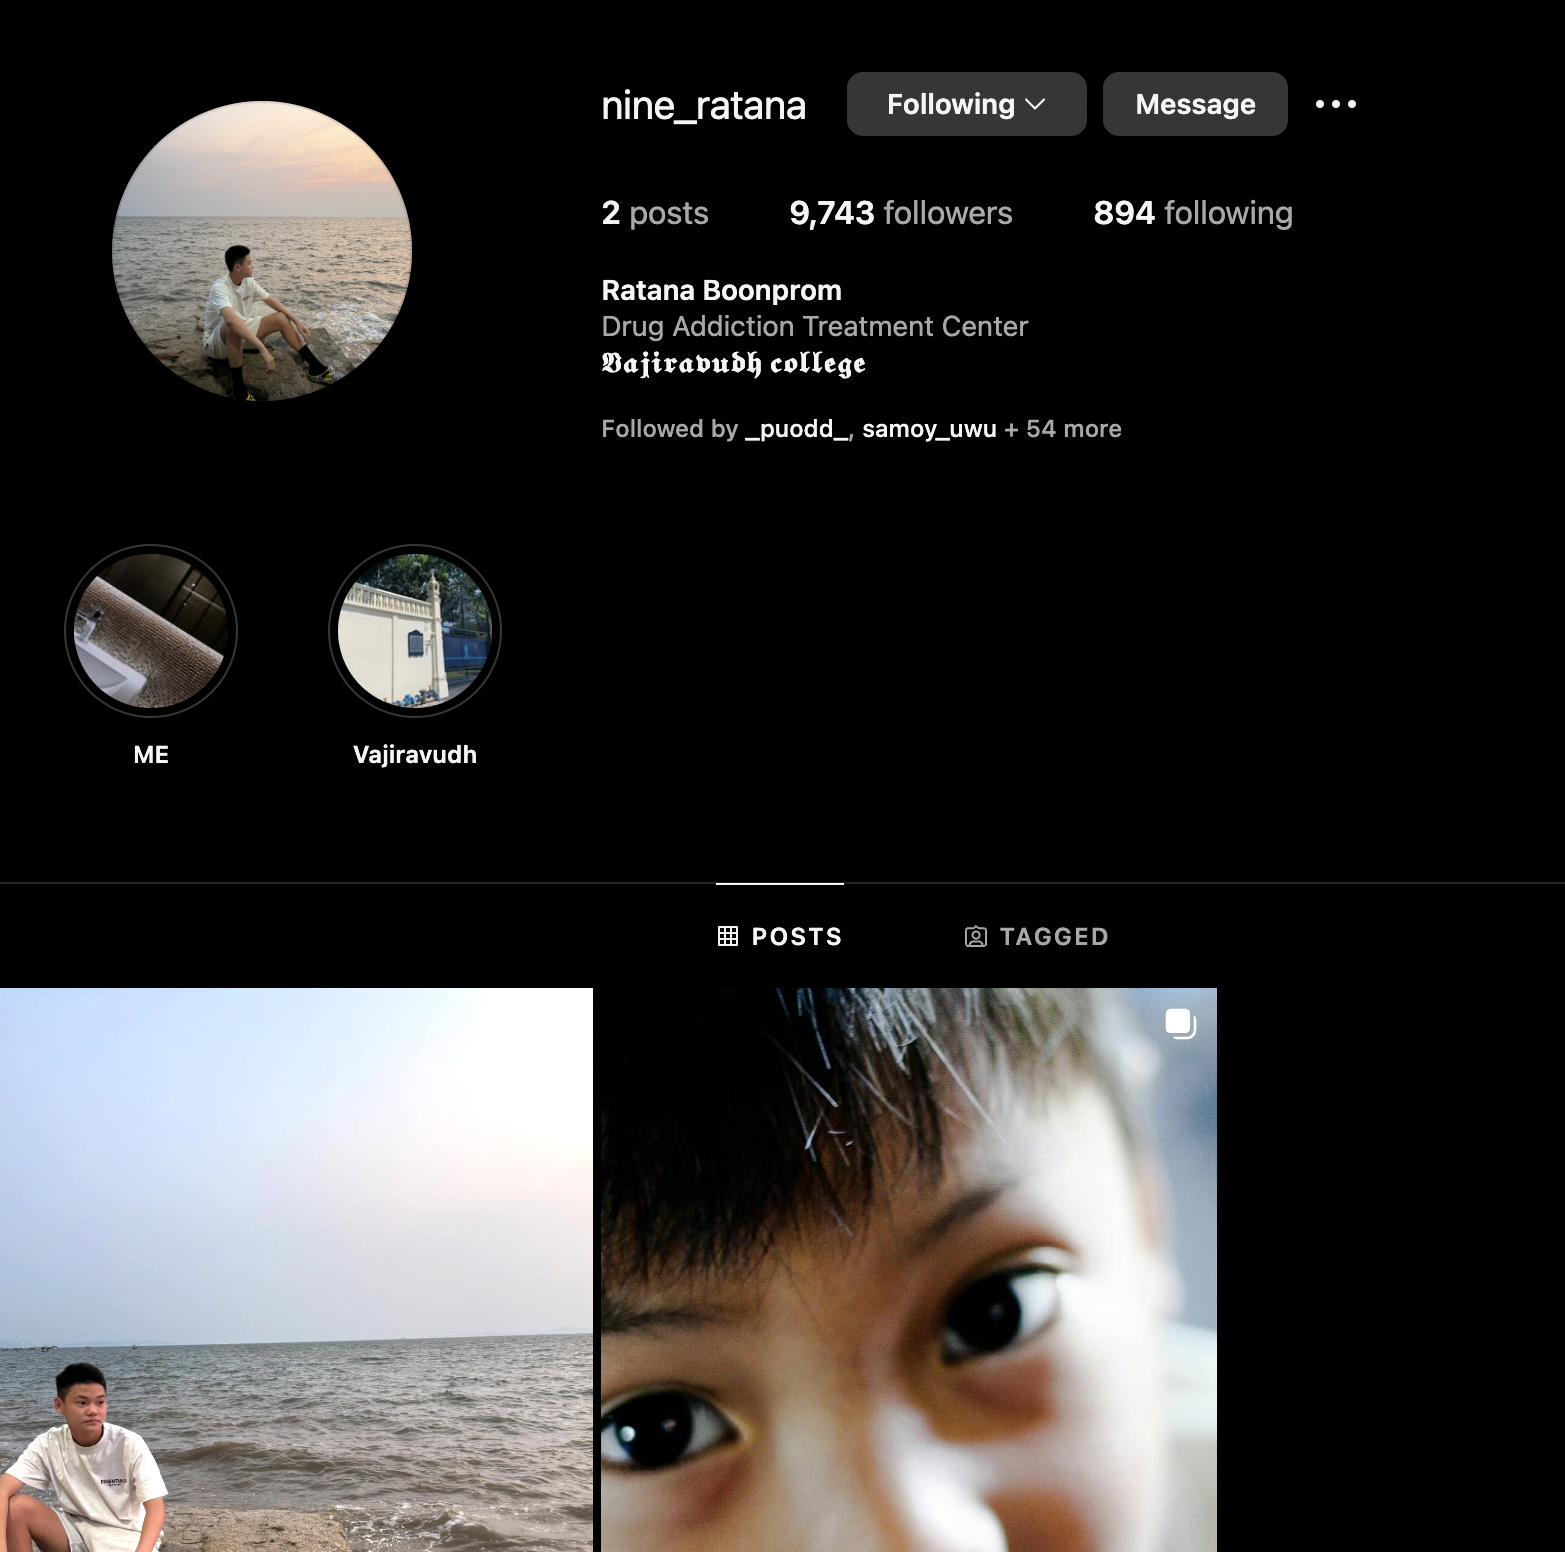 nine_ratana Following Message
2 posts 9,743 followers 894 following
Ratana Boonprom
Drug Addiction Treatment Center
𝖁𝖆𝖏𝖎𝖗𝖆𝖛𝖚𝖉𝖍 𝖈𝖔𝖑𝖑𝖊𝖌𝖊
Followed by _puodd_, samoy_uwu + 54 more
ME Vajiravudh
POSTS TAGGED
ESSENTIALS